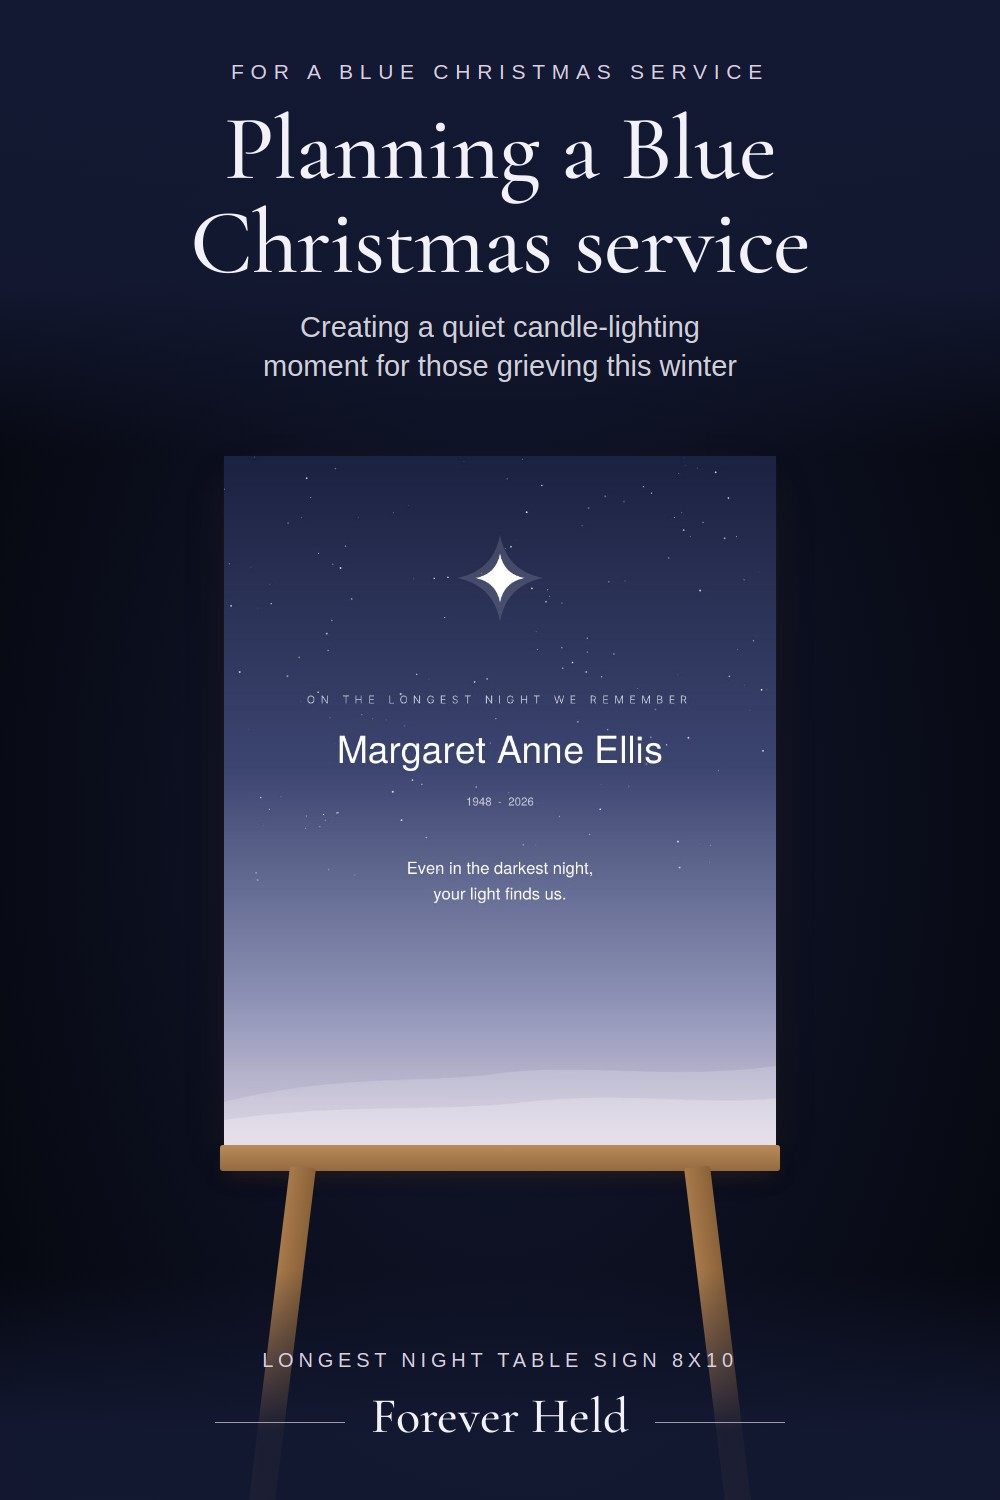 FOR A BLUE CHRISTMAS SERVICE
Planning a Blue
Christmas service
Creating a quiet candle-lighting
moment for those grieving this winter
ON THE LONGEST NIGHT WE REMEMBER
Margaret Anne Ellis
1948 - 2026
Even in the darkest night,
your light finds us.
LONGEST NIGHT TABLE SIGN 8X10
Forever Held